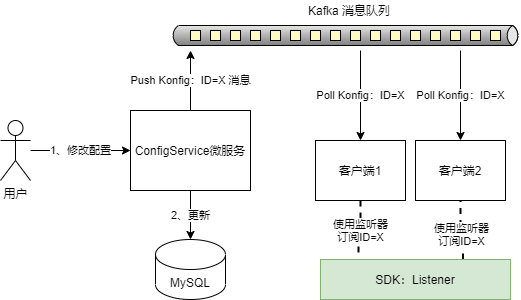 Kafka 消息队列
Push Konfig：ID=X 消息
Poll Konfig：ID=X
Poll Konfig：ID=X
1、修改配置
ConfigService微服务
用户
客户端1
客户端2
2、更新
使用监听器
订阅ID=X
使用监听器
订阅ID=X
MySQL
SDK：Listener